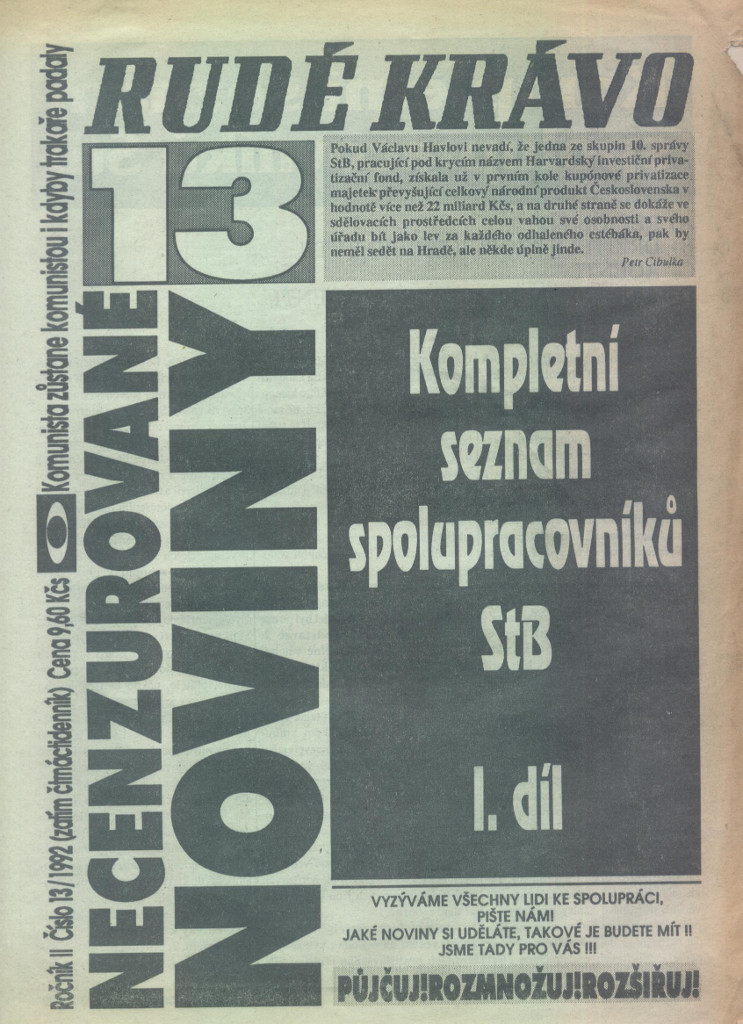 RUDÉ KRÁVO
13
Pokud Václavu Havlovi nevadí, že jedna ze skupin 10. správy
StB, pracující pod krycím názvem Harvardský investiční priva-
tizační fond, získala už v prvním kole kupónové privatizace
majetek převyšující celkový národní produkt Československa v
hodnotě více než 22 miliard Kčs, a na druhé straně se dokáže ve
sdělovacích prostředcích celou vahou své osobnosti a svého
úřadu bít jako lev za každého odhaleného estébáka, pak by
neměl sedět na Hradě, ale někde úplně jinde.
Petr Cibulka
Ročník II Číslo 13/1992 (zatím čtrnáctidenník) Cena 9,60 Kčs
Komunista zůstane komunistou i kdyby trakaře padaly
NECENZUROVANÉ
NOVINY
Kompletní
seznam
spolupracovníků
StB
I. díl
VYZÝVÁME VŠECHNY LIDI KE SPOLUPRÁCI,
PIŠTE NÁM!
JAKÉ NOVINY SI UDĚLÁTE, TAKOVÉ JE BUDETE MÍT !!
JSME TADY PRO VÁS !!!
PŮJČUJ!ROZMNOŽUJ!ROZŠIŘUJ!